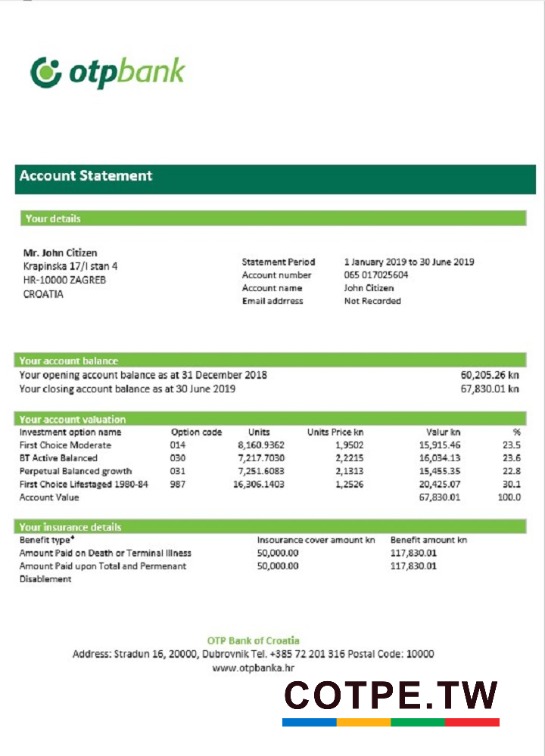 otpbank
Account Statement
Your details
Mr. John Citizen
Krapinska 17/I stan 4
HR-10000 ZAGREB
CROATIA
Statement Period 1 January 2019 to 30 June 2019
Account number 065 017025604
Account name John Citizen
Email addrress Not Recorded
Your account balance
Your opening account balance as at 31 December 2018 60,205.26 kn
Your closing account balance as at 30 June 2019 67,830.01 kn
Your account valuation
Investment option name Option code Units Units Price kn Valur kn %
First Choice Moderate 014 8,160.9362 1,9502 15,915.46 23.5
BT Active Balanced 030 7,217.7030 2,2215 16,034.13 23.6
Perpetual Balanced growth 031 7,251.6083 2,1313 15,455.35 22.8
First Choice Lifestaged 1980-84 987 16,306.1403 1,2526 20,425.07 30.1
Account Value 67,830.01 100.0
Your insurance details
Benefit type* Insourance cover amount kn Benefit amount kn
Amount Paid on Death or Terminal Illness 50,000.00 117,830.01
Amount Paid upon Total and Permenant 50,000.00 117,830.01
Disablement
OTP Bank of Croatia
Address: Stradun 16, 20000, Dubrovnik Tel. +385 72 201 316 Postal Code: 10000
www.otpbanka.hr
COTPE.TW